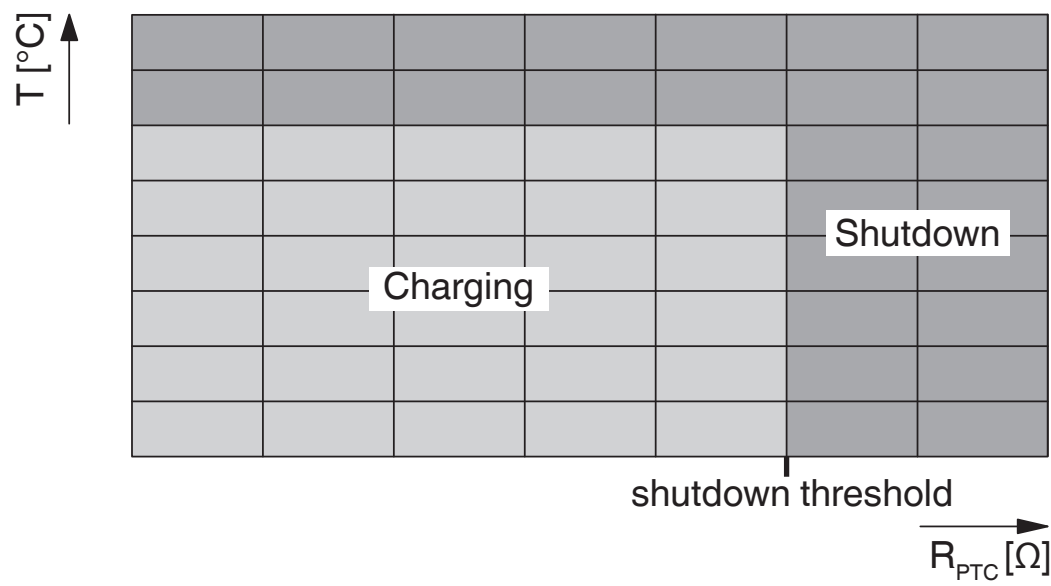 T [°C]
Shutdown
Charging
shutdown threshold
R_PTC [Ω]